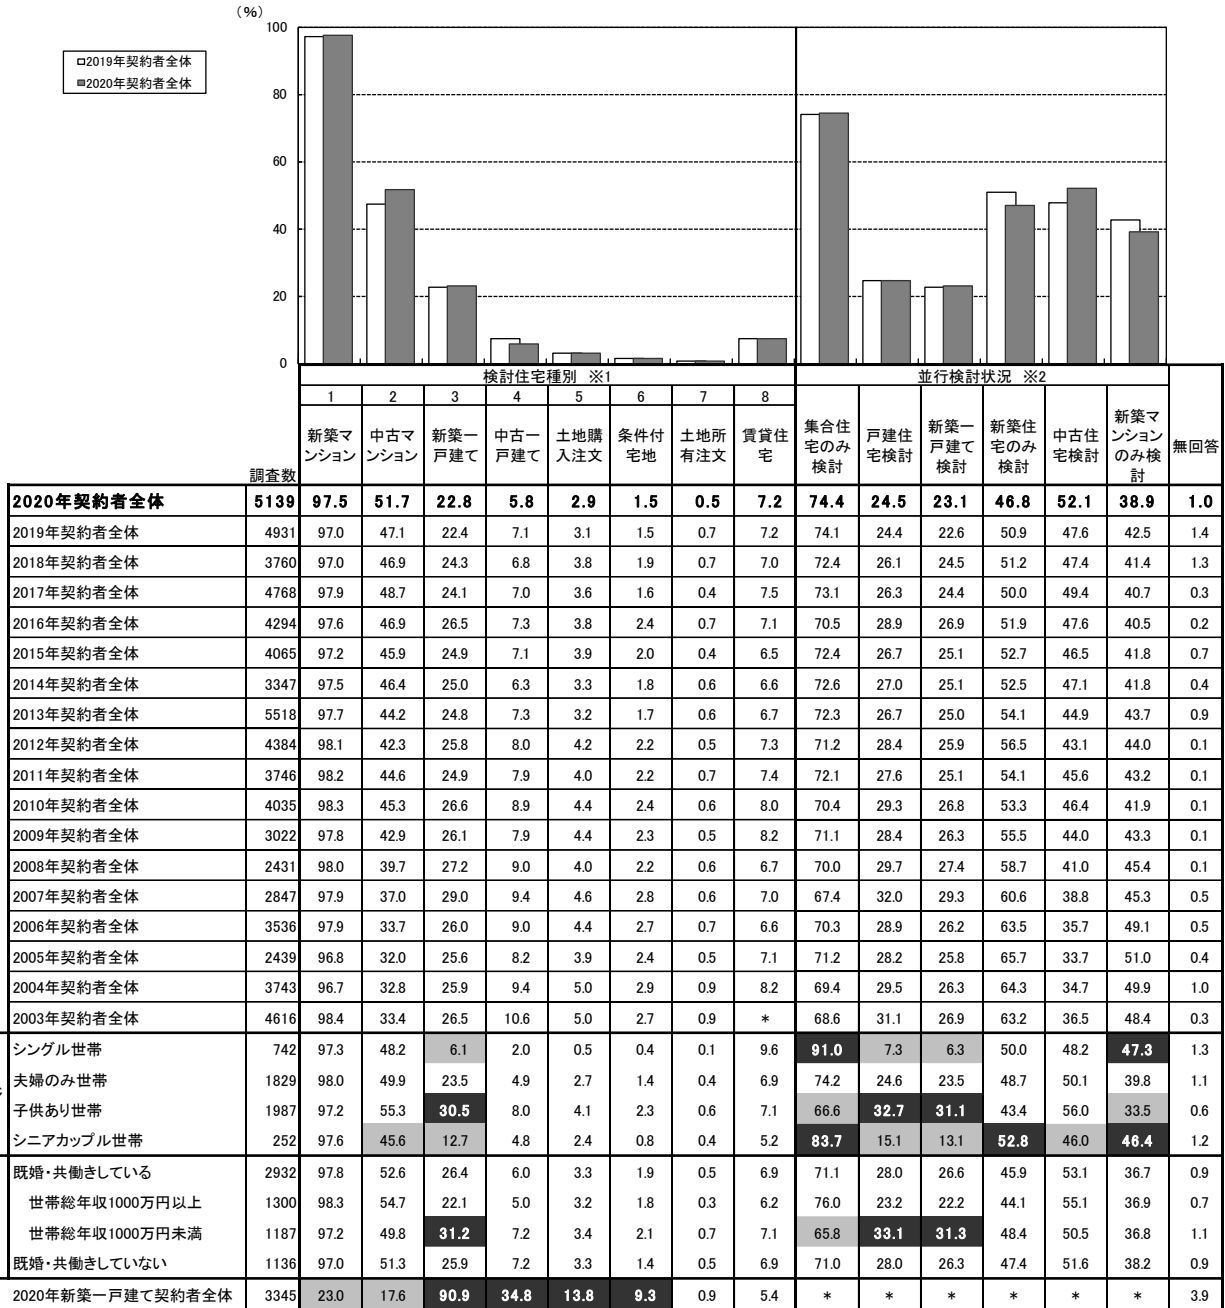 （％）
100
80
60
40
20
0
□2019年契約者全体
■2020年契約者全体
検討住宅種別　※1 並行検討状況　※2
1 2 3 4 5 6 7 8
調査数 新築マンション 中古マンション 新築一戸建て 中古一戸建て 土地購入注文 条件付宅地 土地所有注文 賃貸住宅 集合住宅のみ検討 戸建住宅検討 新築一戸建て検討 新築住宅のみ検討 中古住宅検討 新築マンションのみ検討 無回答
2020年契約者全体 5139 97.5 51.7 22.8 5.8 2.9 1.5 0.5 7.2 74.4 24.5 23.1 46.8 52.1 38.9 1.0
2019年契約者全体 4931 97.0 47.1 22.4 7.1 3.1 1.5 0.7 7.2 74.1 24.4 22.6 50.9 47.6 42.5 1.4
2018年契約者全体 3760 97.0 46.9 24.3 6.8 3.8 1.9 0.7 7.0 72.4 26.1 24.5 51.2 47.4 41.4 1.3
2017年契約者全体 4768 97.9 48.7 24.1 7.0 3.6 1.6 0.4 7.5 73.1 26.3 24.4 50.0 49.4 40.7 0.3
2016年契約者全体 4294 97.6 46.9 26.5 7.3 3.8 2.4 0.7 7.1 70.5 28.9 26.9 51.9 47.6 40.5 0.2
2015年契約者全体 4065 97.2 45.9 24.9 7.1 3.9 2.0 0.4 6.5 72.4 26.7 25.1 52.7 46.5 41.8 0.7
2014年契約者全体 3347 97.5 46.4 25.0 6.3 3.3 1.8 0.6 6.6 72.6 27.0 25.1 52.5 47.1 41.8 0.4
2013年契約者全体 5518 97.7 44.2 24.8 7.3 3.2 1.7 0.6 6.7 72.3 26.7 25.0 54.1 44.9 43.7 0.9
2012年契約者全体 4384 98.1 42.3 25.8 8.0 4.2 2.2 0.5 7.3 71.2 28.4 25.9 56.5 43.1 44.0 0.1
2011年契約者全体 3746 98.2 44.6 24.9 7.9 4.0 2.2 0.7 7.4 72.1 27.6 25.1 54.1 45.6 43.2 0.1
2010年契約者全体 4035 98.3 45.3 26.6 8.9 4.4 2.4 0.6 8.0 70.4 29.3 26.8 53.3 46.4 41.9 0.1
2009年契約者全体 3022 97.8 42.9 26.1 7.9 4.4 2.3 0.5 8.2 71.1 28.4 26.3 55.5 44.0 43.3 0.1
2008年契約者全体 2431 98.0 39.7 27.2 9.0 4.0 2.2 0.6 6.7 70.0 29.7 27.4 58.7 41.0 45.4 0.1
2007年契約者全体 2847 97.9 37.0 29.0 9.4 4.6 2.8 0.6 7.0 67.4 32.0 29.3 60.6 38.8 45.3 0.5
2006年契約者全体 3536 97.9 33.7 26.0 9.0 4.4 2.7 0.7 6.6 70.3 28.9 26.2 63.5 35.7 49.1 0.5
2005年契約者全体 2439 96.8 32.0 25.6 8.2 3.9 2.4 0.5 7.1 71.2 28.2 25.8 65.7 33.7 51.0 0.4
2004年契約者全体 3743 96.7 32.8 25.9 9.4 5.0 2.9 0.9 8.2 69.4 29.5 26.3 64.3 34.7 49.9 1.0
2003年契約者全体 4616 98.4 33.4 26.5 10.6 5.0 2.7 0.9 * 68.6 31.1 26.9 63.2 36.5 48.4 0.3
シングル世帯 742 97.3 48.2 6.1 2.0 0.5 0.4 0.1 9.6 91.0 7.3 6.3 50.0 48.2 47.3 1.3
夫婦のみ世帯 1829 98.0 49.9 23.5 4.9 2.7 1.4 0.4 6.9 74.2 24.6 23.5 48.7 50.1 39.8 1.1
子供あり世帯 1987 97.2 55.3 30.5 8.0 4.1 2.3 0.6 7.1 66.6 32.7 31.1 43.4 56.0 33.5 0.6
シニアカップル世帯 252 97.6 45.6 12.7 4.8 2.4 0.8 0.4 5.2 83.7 15.1 13.1 52.8 46.0 46.4 1.2
既婚・共働きしている 2932 97.8 52.6 26.4 6.0 3.3 1.9 0.5 6.9 71.1 28.0 26.6 45.9 53.1 36.7 0.9
世帯総年収1000万円以上 1300 98.3 54.7 22.1 5.0 3.2 1.8 0.3 6.2 76.0 23.2 22.2 44.1 55.1 36.9 0.7
世帯総年収1000万円未満 1187 97.2 49.8 31.2 7.2 3.4 2.1 0.7 7.1 65.8 33.1 31.3 48.4 50.5 36.8 1.1
既婚・共働きしていない 1136 97.0 51.3 25.9 7.2 3.3 1.4 0.5 6.9 71.0 28.0 26.3 47.4 51.6 38.2 0.9
2020年新築一戸建て契約者全体 3345 23.0 17.6 90.9 34.8 13.8 9.3 0.9 5.4 * * * * * * 3.9